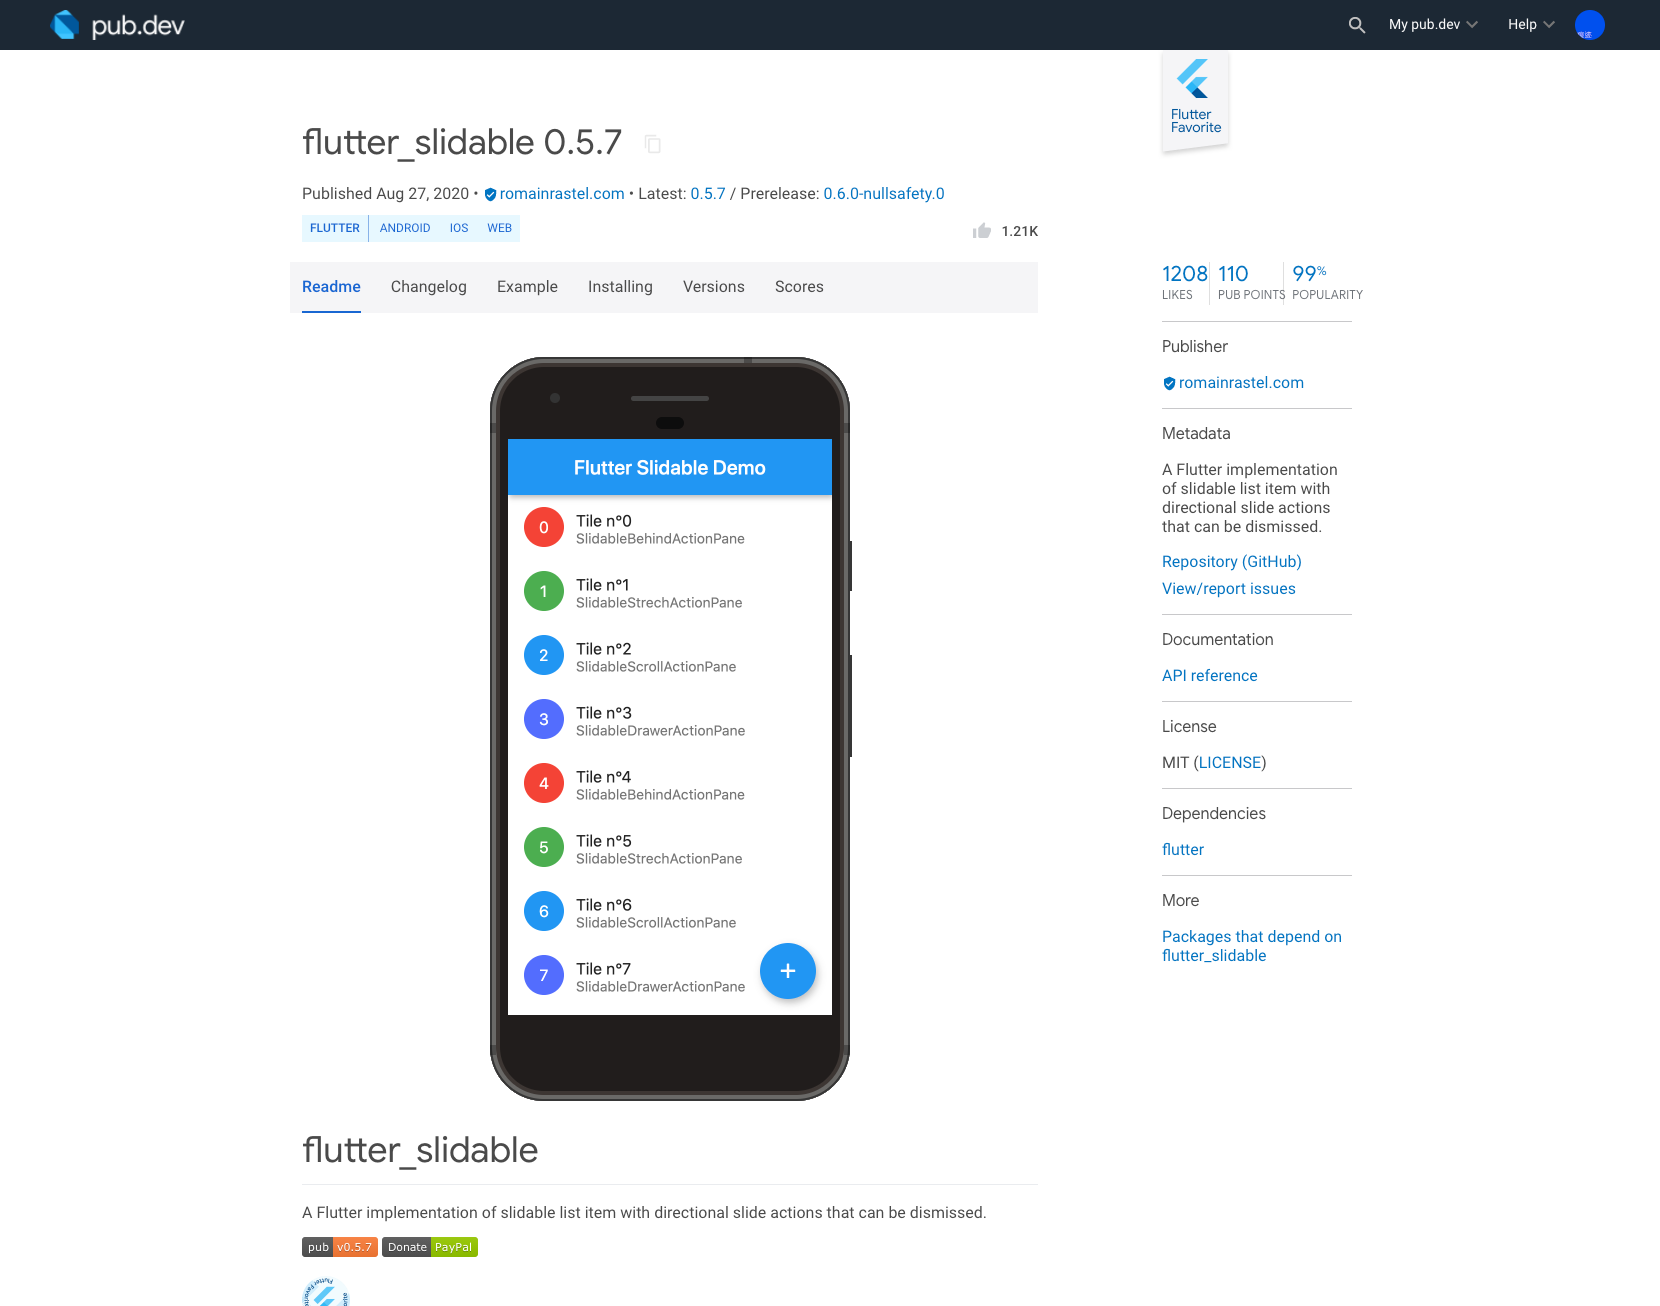 pub.dev
My pub.dev
Help
Flutter
Favorite
flutter_slidable 0.5.7
Published Aug 27, 2020 • romainrastel.com • Latest: 0.5.7 / Prerelease: 0.6.0-nullsafety.0
FLUTTER ANDROID IOS WEB
1.21K
Readme Changelog Example Installing Versions Scores
Flutter Slidable Demo
0
Tile n°0
SlidableBehindActionPane
1
Tile n°1
SlidableStrechActionPane
2
Tile n°2
SlidableScrollActionPane
3
Tile n°3
SlidableDrawerActionPane
4
Tile n°4
SlidableBehindActionPane
5
Tile n°5
SlidableStrechActionPane
6
Tile n°6
SlidableScrollActionPane
7
Tile n°7
SlidableDrawerActionPane
+
flutter_slidable
A Flutter implementation of slidable list item with directional slide actions that can be dismissed.
pub v0.5.7 Donate PayPal
1208 110 99%
LIKES PUB POINTS POPULARITY
Publisher
romainrastel.com
Metadata
A Flutter implementation
of slidable list item with
directional slide actions
that can be dismissed.
Repository (GitHub)
View/report issues
Documentation
API reference
License
MIT (LICENSE)
Dependencies
flutter
More
Packages that depend on
flutter_slidable